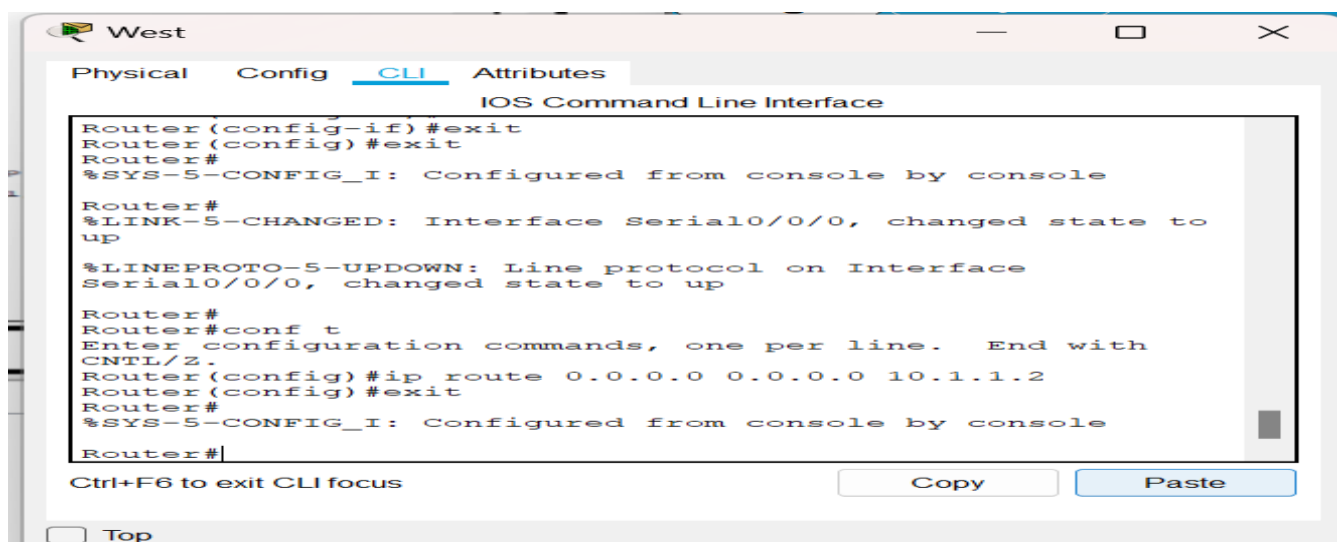 West
Physical Config CLI Attributes
IOS Command Line Interface
Router(config-if)#exit
Router(config)#exit
Router#
%SYS-5-CONFIG_I: Configured from console by console
Router#
%LINK-5-CHANGED: Interface Serial0/0/0, changed state to
up
%LINEPROTO-5-UPDOWN: Line protocol on Interface
Serial0/0/0, changed state to up
Router#
Router#conf t
Enter configuration commands, one per line.  End with
CNTL/Z.
Router(config)#ip route 0.0.0.0 0.0.0.0 10.1.1.2
Router(config)#exit
Router#
%SYS-5-CONFIG_I: Configured from console by console
Router#
Ctrl+F6 to exit CLI focus
Copy Paste
Top